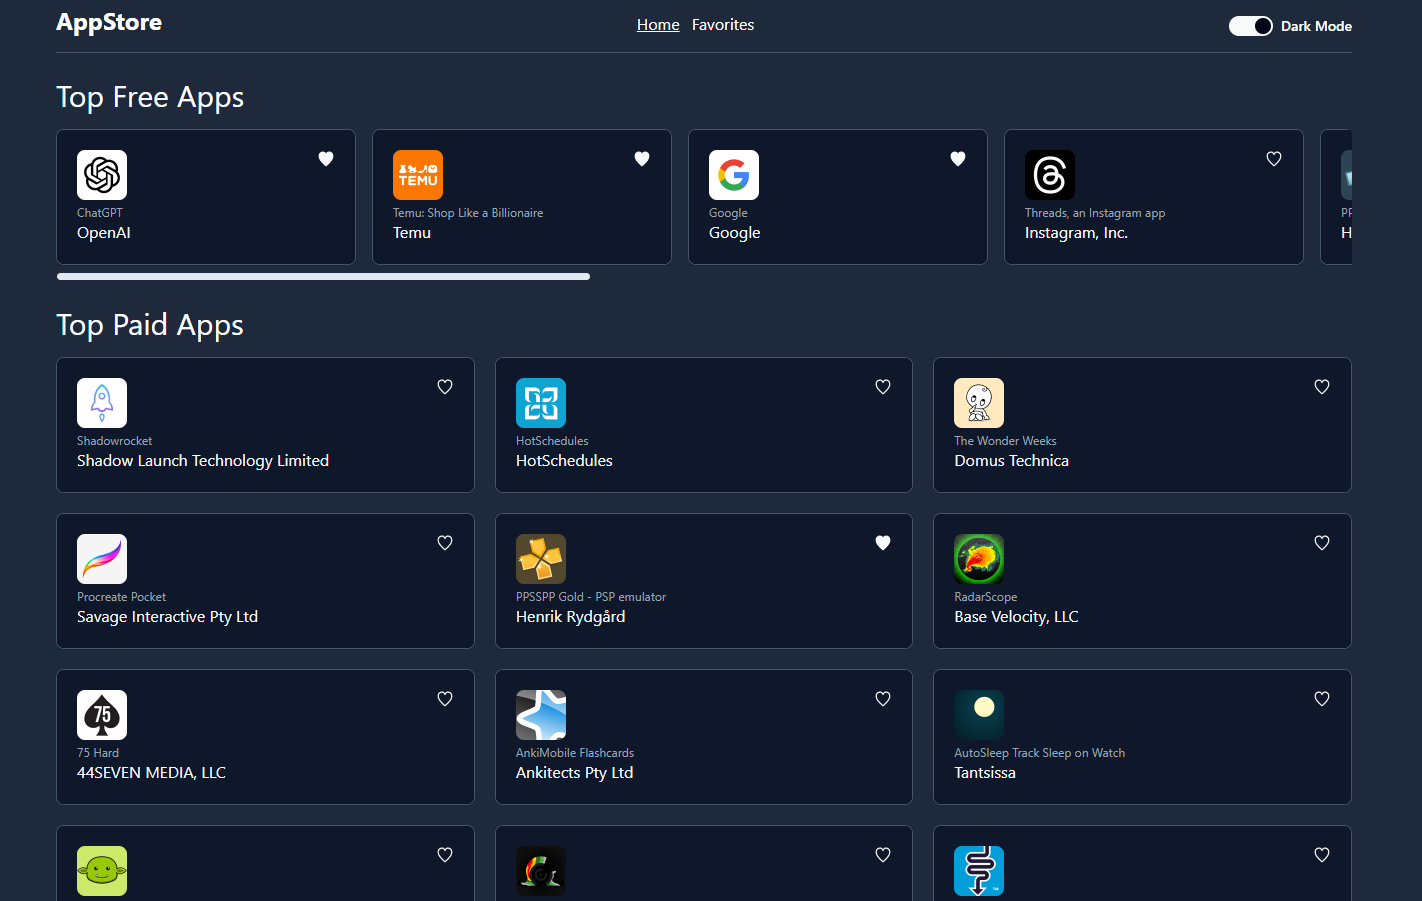 AppStore
Home Favorites
Dark Mode
Top Free Apps
ChatGPT
OpenAI
TEMU
Temu: Shop Like a Billionaire
Temu
Google
Google
Threads, an Instagram app
Instagram, Inc.
Top Paid Apps
Shadowrocket
Shadow Launch Technology Limited
HotSchedules
HotSchedules
The Wonder Weeks
Domus Technica
Procreate Pocket
Savage Interactive Pty Ltd
PPSSPP Gold - PSP emulator
Henrik Rydgård
RadarScope
Base Velocity, LLC
75
75 Hard
44SEVEN MEDIA, LLC
AnkiMobile Flashcards
Ankitects Pty Ltd
AutoSleep Track Sleep on Watch
Tantsissa